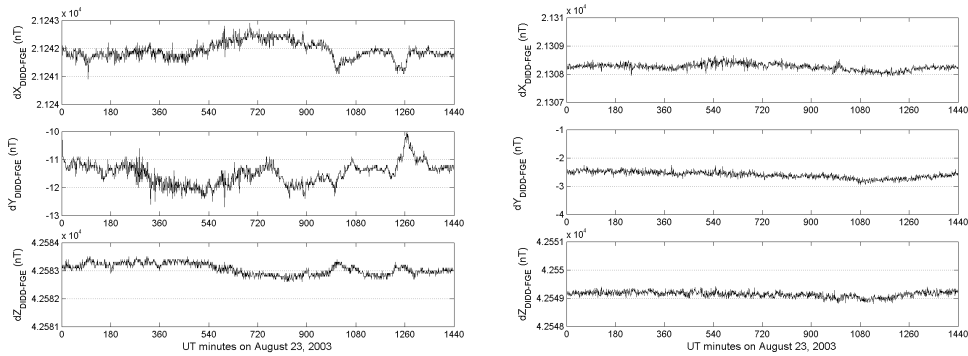 x 10⁴
2.1243
2.1242
2.1241
2.124
dX_DIDD-FGE (nT)
0 180 360 540 720 900 1080 1260 1440
-10
-11
-12
-13
dY_DIDD-FGE (nT)
0 180 360 540 720 900 1080 1260 1440
x 10⁴
4.2584
4.2583
4.2582
4.2581
dZ_DIDD-FGE (nT)
0 180 360 540 720 900 1080 1260 1440
UT minutes on August 23, 2003
x 10⁴
2.131
2.1309
2.1308
2.1307
dX_DIDD-FGE (nT)
0 180 360 540 720 900 1080 1260 1440
-1
-2
-3
-4
dY_DIDD-FGE (nT)
0 180 360 540 720 900 1080 1260 1440
x 10⁴
4.2551
4.255
4.2549
4.2548
dZ_DIDD-FGE (nT)
0 180 360 540 720 900 1080 1260 1440
UT minutes on August 23, 2003